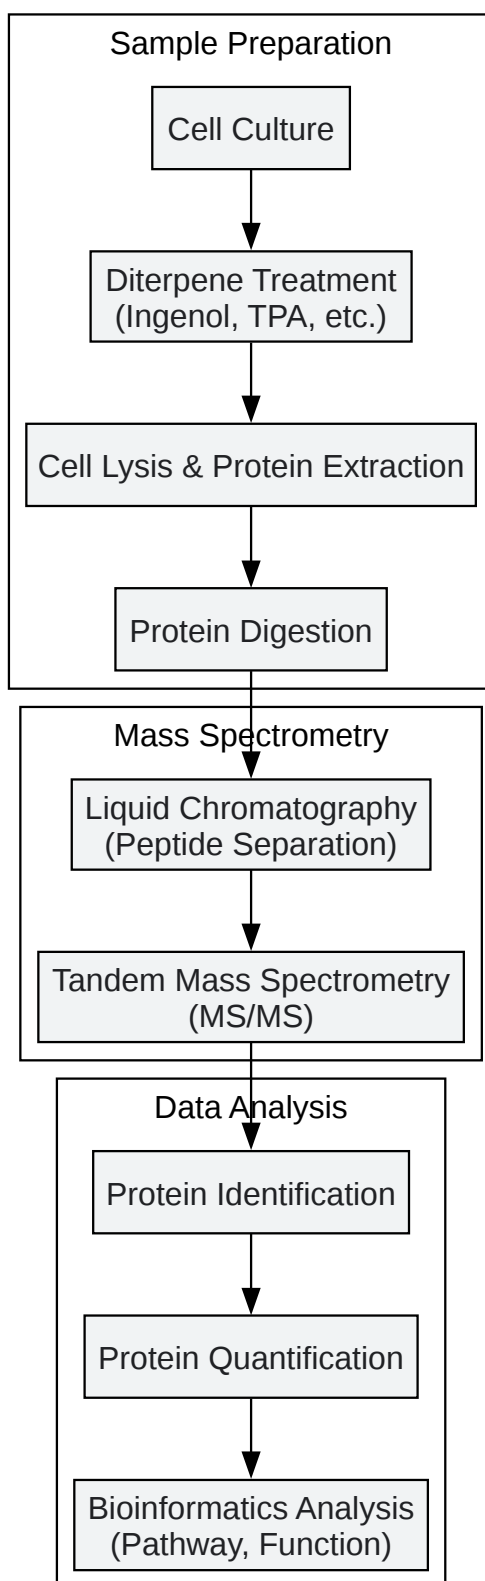 Sample Preparation
Cell Culture
Diterpene Treatment
(Ingenol, TPA, etc.)
Cell Lysis & Protein Extraction
Protein Digestion
Mass Spectrometry
Liquid Chromatography
(Peptide Separation)
Tandem Mass Spectrometry
(MS/MS)
Data Analysis
Protein Identification
Protein Quantification
Bioinformatics Analysis
(Pathway, Function)